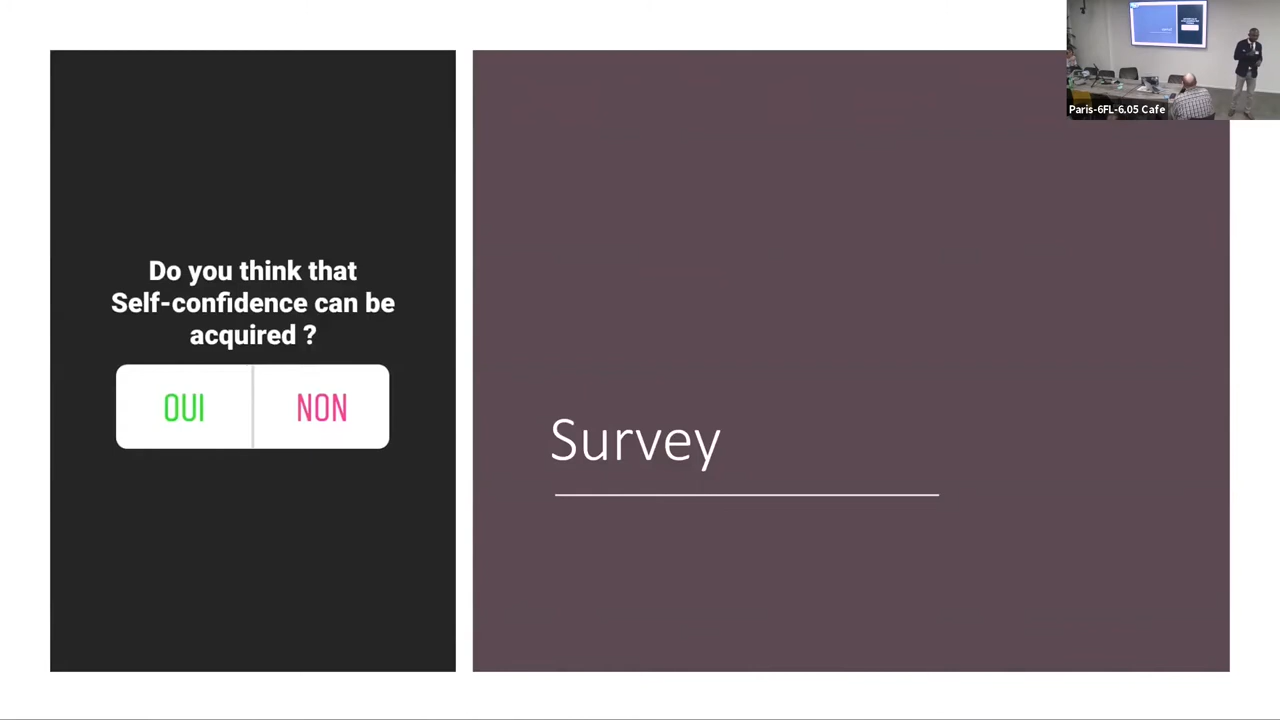 Do you think that
Self-confidence can be
acquired ?
OUI
NON
Survey
Paris-6FL-6.05 Cafe